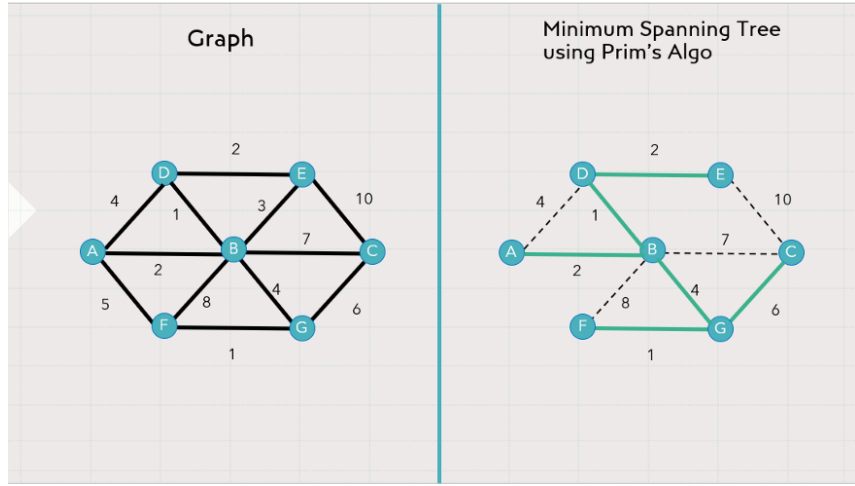 Graph
2
D
E
4
1
3
10
A
B
7
C
2
5
8
4
6
F
G
1
Minimum Spanning Tree
using Prim's Algo
2
D
E
4
1
10
A
B
7
C
2
8
4
6
F
G
1